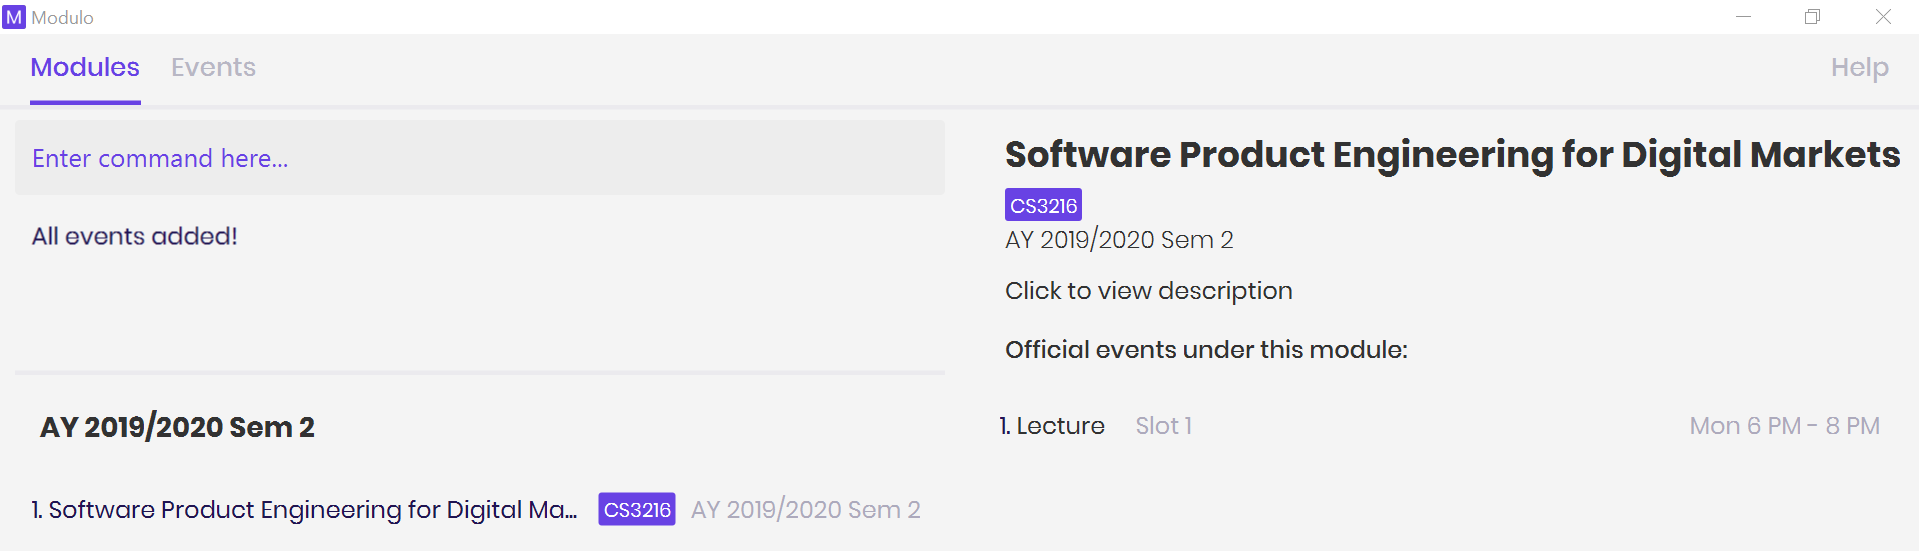 M Modulo
Modules Events Help
Enter command here...
All events added!
AY 2019/2020 Sem 2
1. Software Product Engineering for Digital Ma... CS3216 AY 2019/2020 Sem 2
Software Product Engineering for Digital Markets
CS3216
AY 2019/2020 Sem 2
Click to view description
Official events under this module:
1. Lecture Slot 1 Mon 6 PM - 8 PM